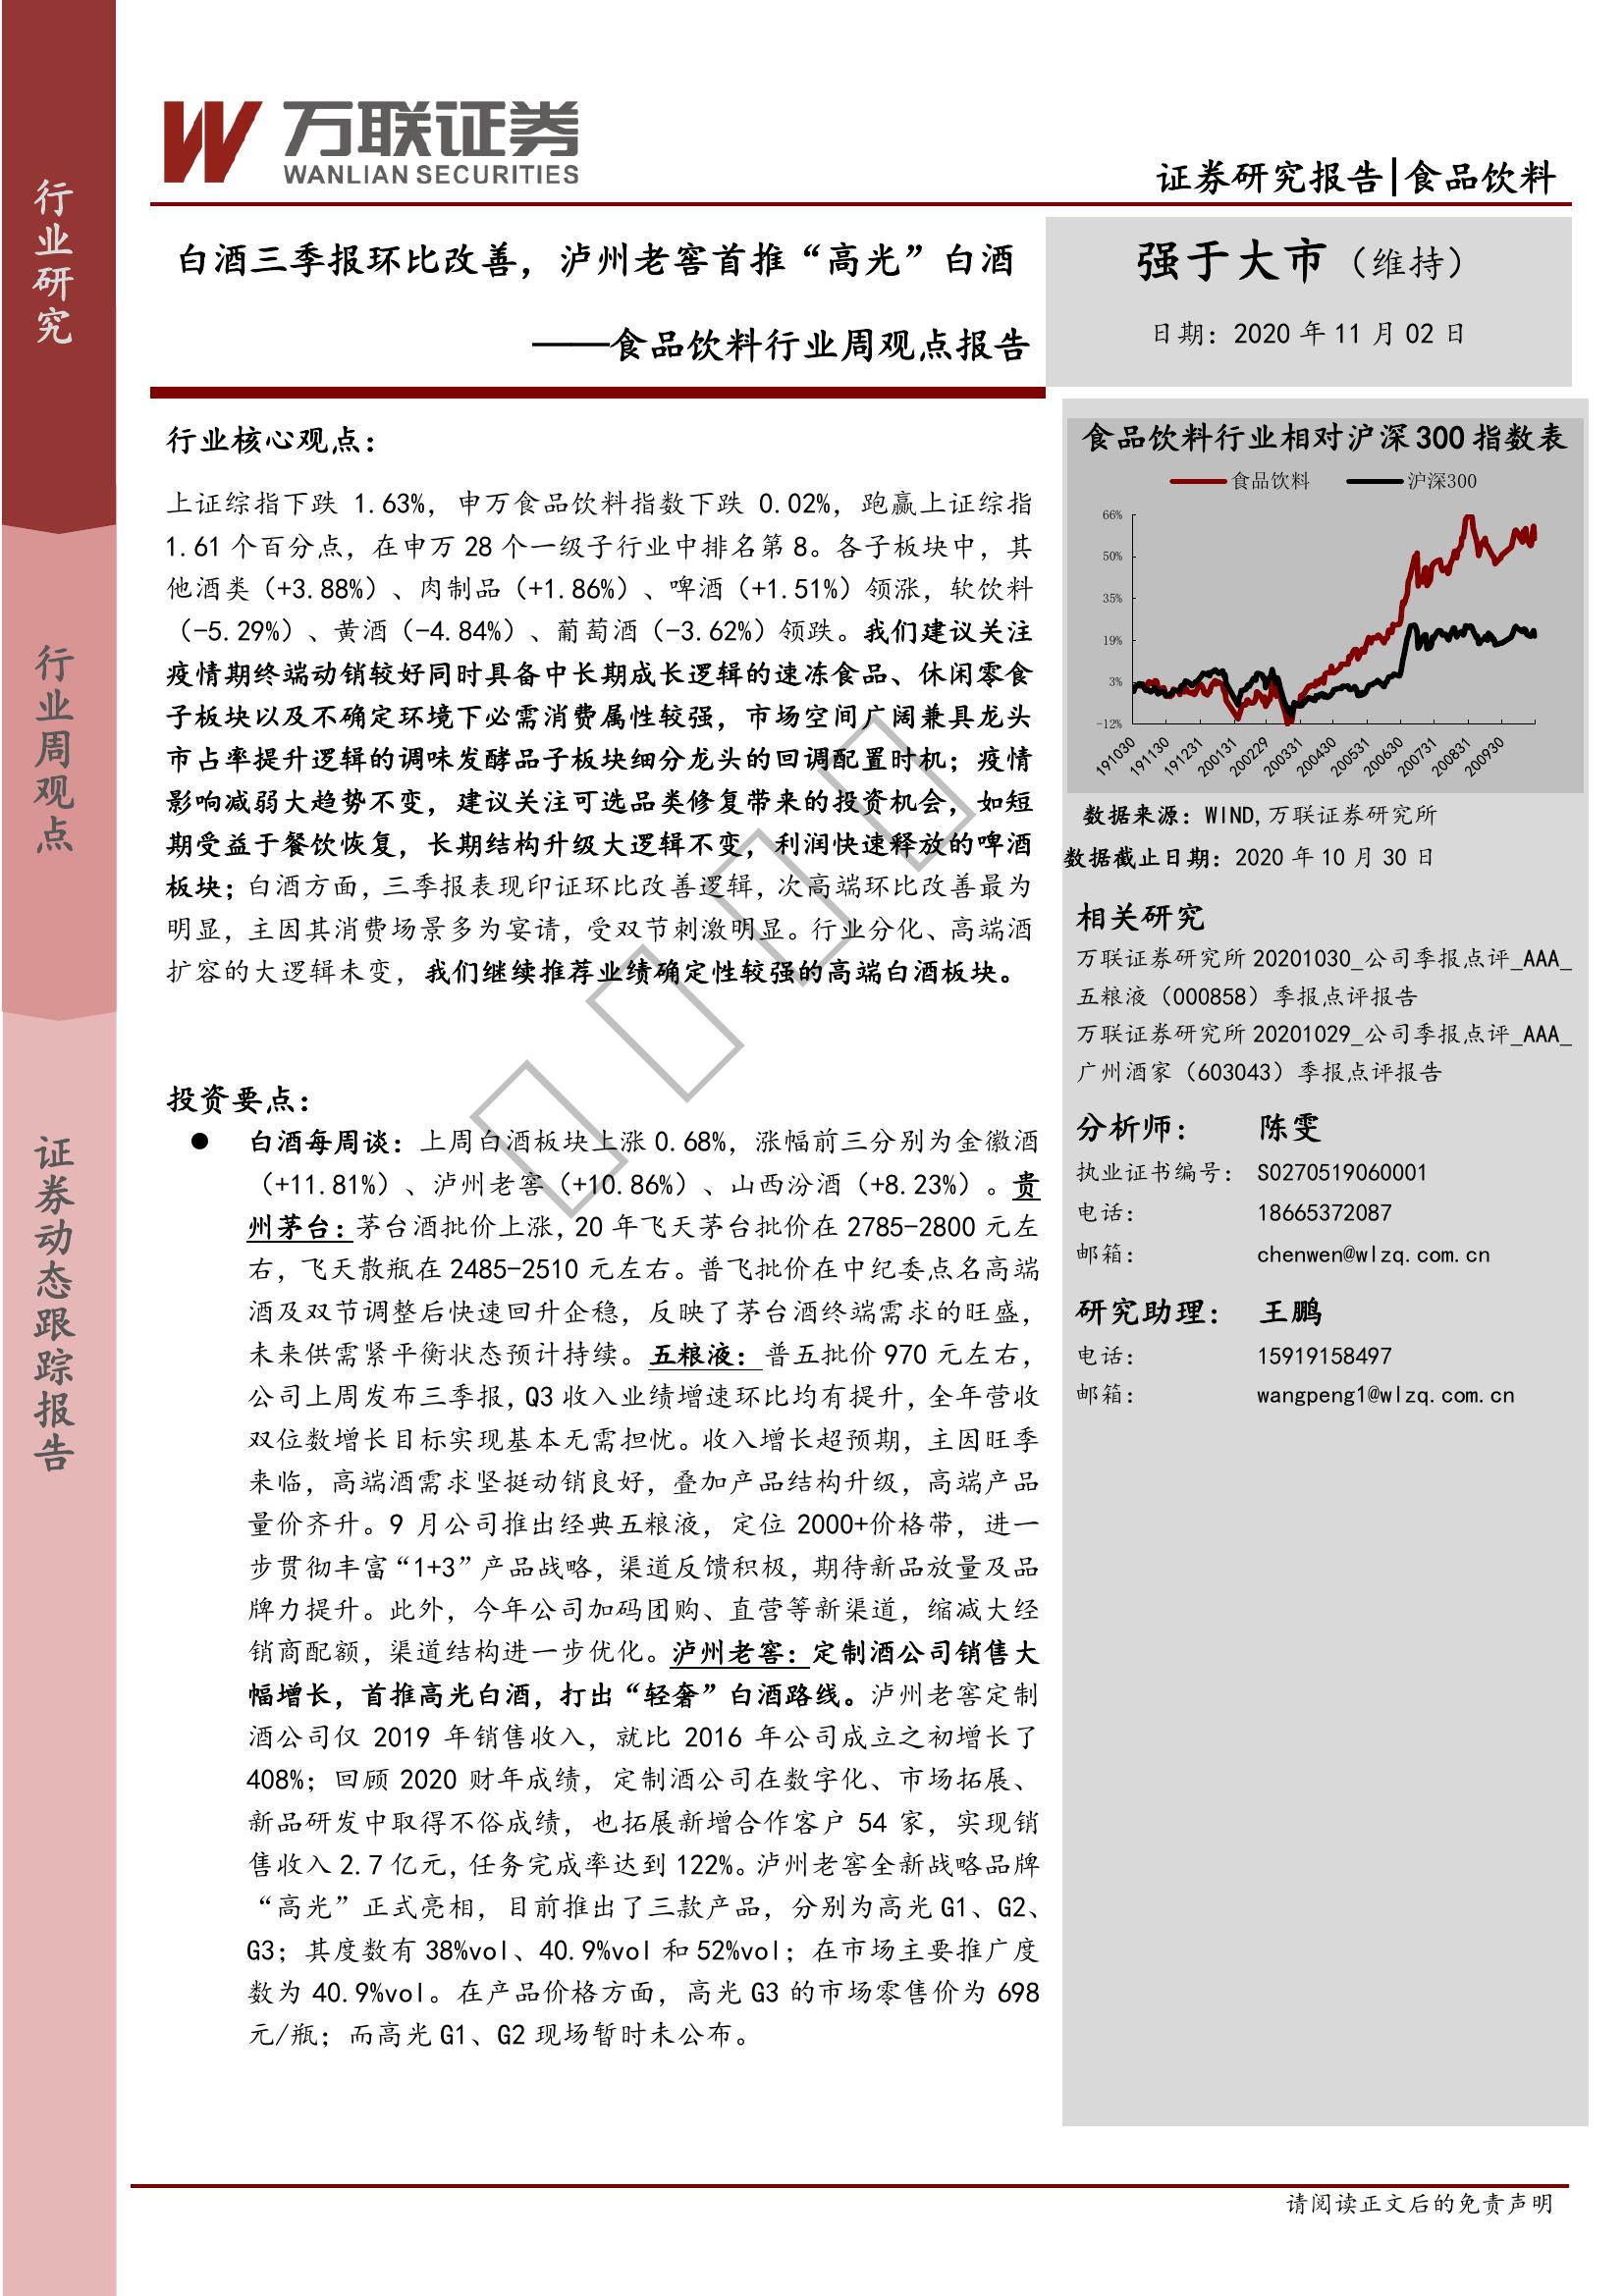 行业研究
行业周观点
证券动态跟踪报告
万联证券
WANLIAN SECURITIES
证券研究报告|食品饮料
白酒三季报环比改善，泸州老窖首推“高光”白酒
——食品饮料行业周观点报告
强于大市（维持）
日期：2020 年 11 月 02 日
行业核心观点：
上证综指下跌 1.63%，申万食品饮料指数下跌 0.02%，跑赢上证综指
1.61 个百分点，在申万 28 个一级子行业中排名第 8。各子板块中，其
他酒类（+3.88%）、肉制品（+1.86%）、啤酒（+1.51%）领涨，软饮料
（-5.29%）、黄酒（-4.84%）、葡萄酒（-3.62%）领跌。我们建议关注
疫情期终端动销较好同时具备中长期成长逻辑的速冻食品、休闲零食
子板块以及不确定环境下必需消费属性较强，市场空间广阔兼具龙头
市占率提升逻辑的调味发酵品子板块细分龙头的回调配置时机；疫情
影响减弱大趋势不变，建议关注可选品类修复带来的投资机会，如短
期受益于餐饮恢复，长期结构升级大逻辑不变，利润快速释放的啤酒
板块；白酒方面，三季报表现印证环比改善逻辑，次高端环比改善最为
明显，主因其消费场景多为宴请，受双节刺激明显。行业分化、高端酒
扩容的大逻辑未变，我们继续推荐业绩确定性较强的高端白酒板块。
投资要点：
● 白酒每周谈：上周白酒板块上涨 0.68%，涨幅前三分别为金徽酒
（+11.81%）、泸州老窖（+10.86%）、山西汾酒（+8.23%）。贵
州茅台：茅台酒批价上涨，20 年飞天茅台批价在 2785-2800 元左
右，飞天散瓶在 2485-2510 元左右。普飞批价在中纪委点名高端
酒及双节调整后快速回升企稳，反映了茅台酒终端需求的旺盛，
未来供需紧平衡状态预计持续。五粮液：普五批价 970 元左右，
公司上周发布三季报，Q3 收入业绩增速环比均有提升，全年营收
双位数增长目标实现基本无需担忧。收入增长超预期，主因旺季
来临，高端酒需求坚挺动销良好，叠加产品结构升级，高端产品
量价齐升。9 月公司推出经典五粮液，定位 2000+价格带，进一
步贯彻丰富“1+3”产品战略，渠道反馈积极，期待新品放量及品
牌力提升。此外，今年公司加码团购、直营等新渠道，缩减大经
销商配额，渠道结构进一步优化。泸州老窖：定制酒公司销售大
幅增长，首推高光白酒，打出“轻奢”白酒路线。泸州老窖定制
酒公司仅 2019 年销售收入，就比 2016 年公司成立之初增长了
408%；回顾 2020 财年成绩，定制酒公司在数字化、市场拓展、
新品研发中取得不俗成绩，也拓展新增合作客户 54 家，实现销
售收入 2.7 亿元，任务完成率达到 122%。泸州老窖全新战略品牌
“高光”正式亮相，目前推出了三款产品，分别为高光 G1、G2、
G3；其度数有 38%vol、40.9%vol 和 52%vol；在市场主要推广度
数为 40.9%vol。在产品价格方面，高光 G3 的市场零售价为 698
元/瓶；而高光 G1、G2 现场暂时未公布。
食品饮料行业相对沪深 300 指数表
食品饮料 沪深300
66%
50%
35%
19%
3%
-12%
191030 191130 191231 200131 200229 200331 200430 200531 200630 200731 200831 200930
数据来源：WIND,万联证券研究所
数据截止日期：2020 年 10 月 30 日
相关研究
万联证券研究所 20201030_公司季报点评_AAA_
五粮液（000858）季报点评报告
万联证券研究所 20201029_公司季报点评_AAA_
广州酒家（603043）季报点评报告
分析师： 陈雯
执业证书编号： S0270519060001
电话： 18665372087
邮箱： chenwen@wlzq.com.cn
研究助理： 王鹏
电话： 15919158497
邮箱： wangpeng1@wlzq.com.cn
请阅读正文后的免责声明